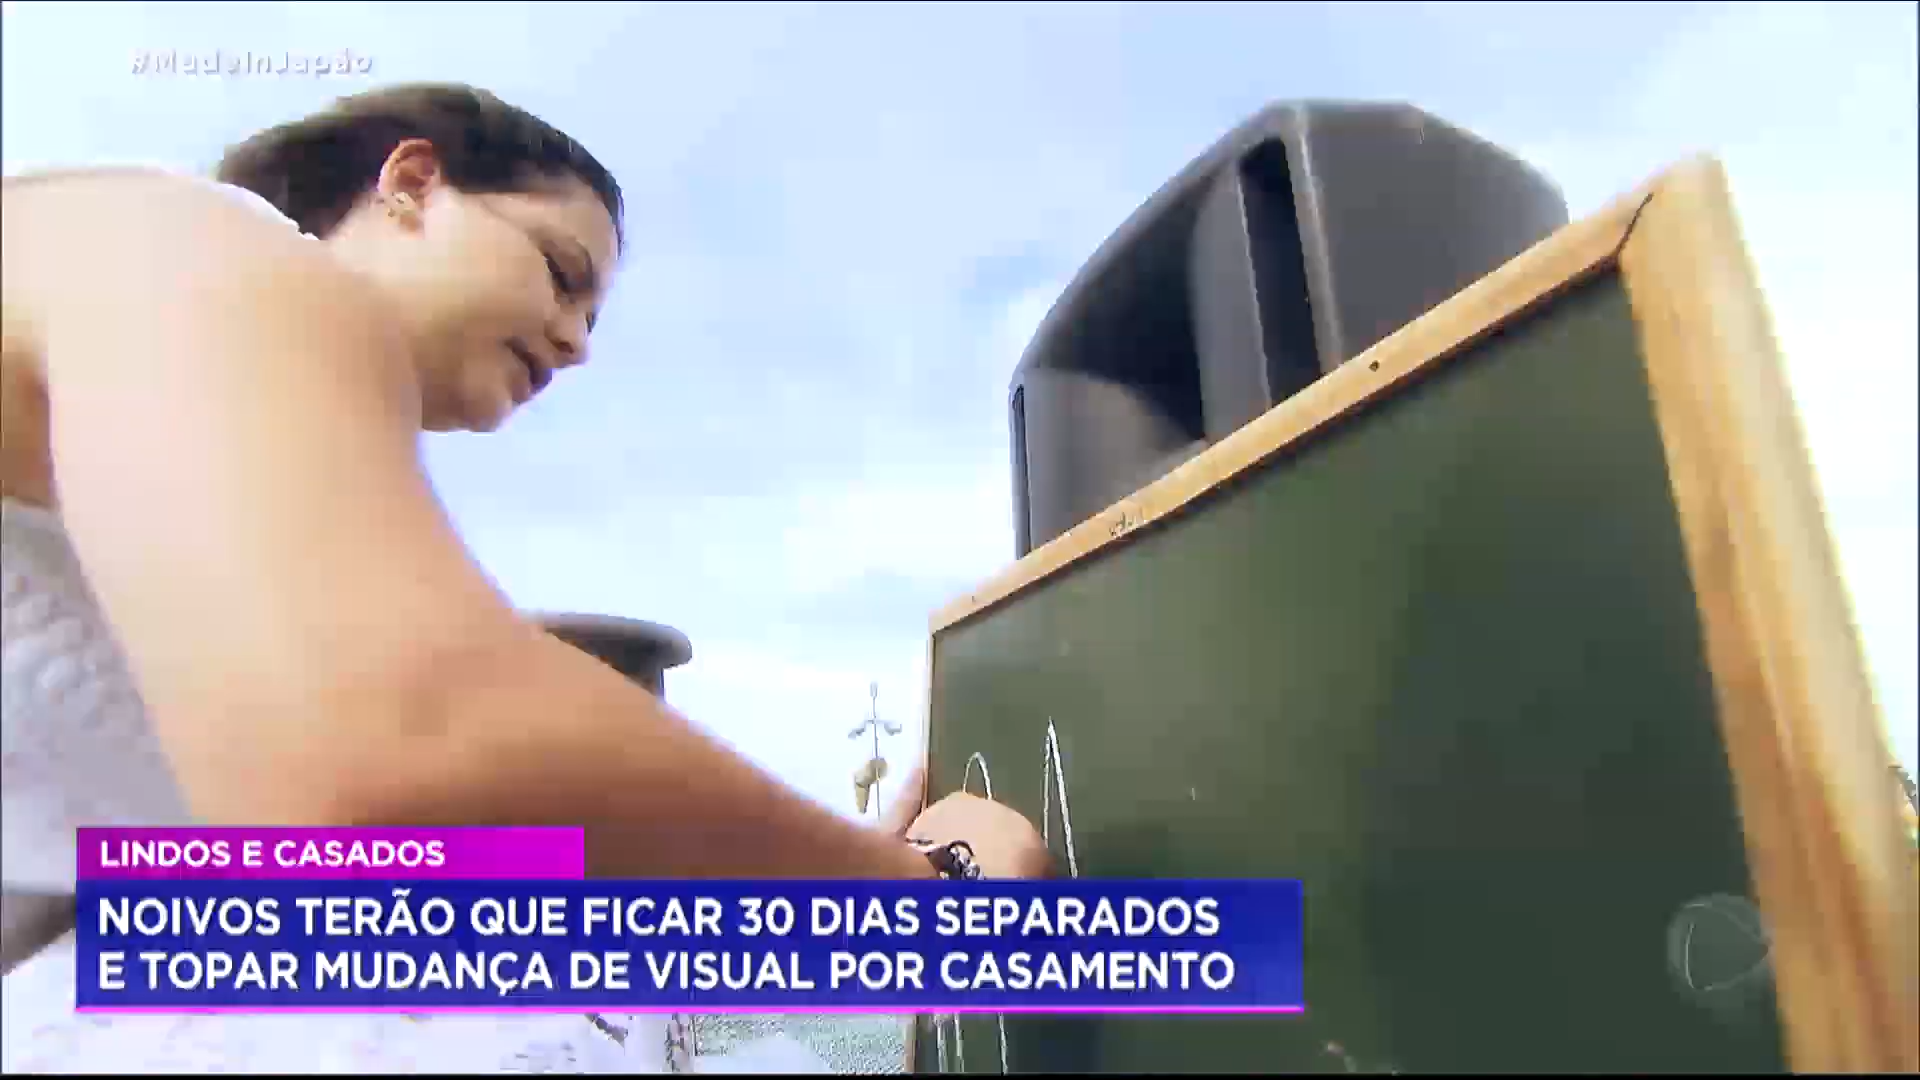 #MadeInJapão
LINDOS E CASADOS
NOIVOS TERÃO QUE FICAR 30 DIAS SEPARADOS
E TOPAR MUDANÇA DE VISUAL POR CASAMENTO